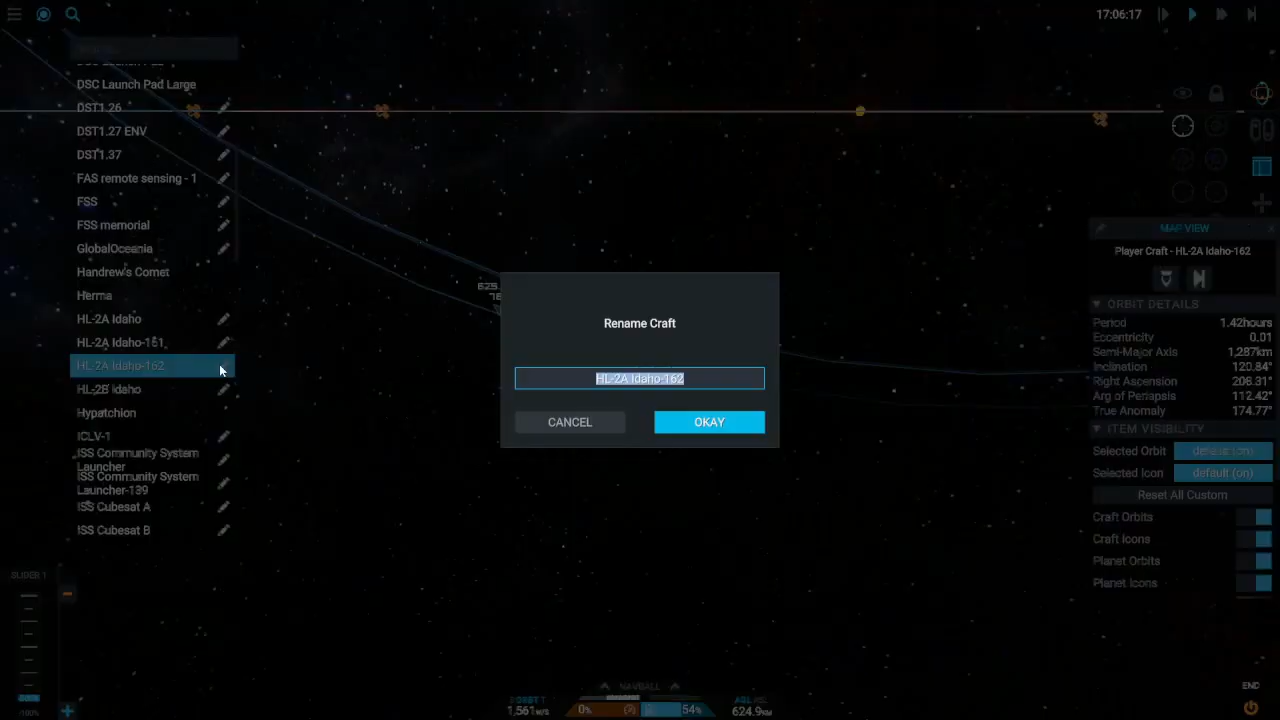 17:06:17
DSC Launch Pad Large
DST1.26
DST1.27 ENV
DST1.37
FAS remote sensing - 1
FSS
FSS memorial
GlobalOceania
Handrew's Comet
Herma
HL-2A Idaho
HL-2A Idaho-161
HL-2A Idaho-162
HL-2B Idaho
Hypatchion
ICLV-1
ISS Community System
Launcher
ISS Community System
Launcher-139
ISS Cubesat A
ISS Cubesat B
SLIDER 1
-100%
Rename Craft
HL-2A Idaho-162
CANCEL
OKAY
MAP VIEW
Player Craft - HL-2A Idaho-162
ORBIT DETAILS
Period 1.42hours
Eccentricity 0.01
Semi-Major Axis 1,287km
Inclination 120.84°
Right Ascension 206.31°
Arg of Periapsis 112.42°
True Anomaly 174.77°
ITEM VISIBILITY
Selected Orbit default (on)
Selected Icon default (on)
Reset All Custom
Craft Orbits
Craft Icons
Planet Orbits
Planet Icons
NAVBALL
1,561m/s
0%
54%
624.9km
END